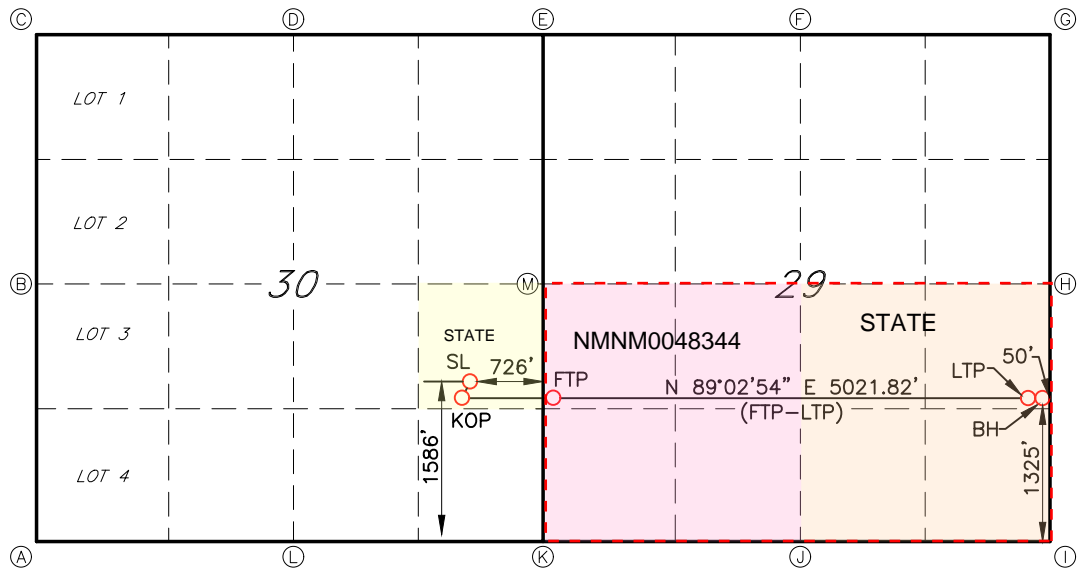 C D E F G
LOT 1
LOT 2
B 30 M 29 H
LOT 3
STATE
NMNM0048344
STATE
SL 726' FTP
LTP 50'
N 89°02'54" E 5021.82'
(FTP-LTP)
KOP
BH
1586'
1325'
LOT 4
A L K J I